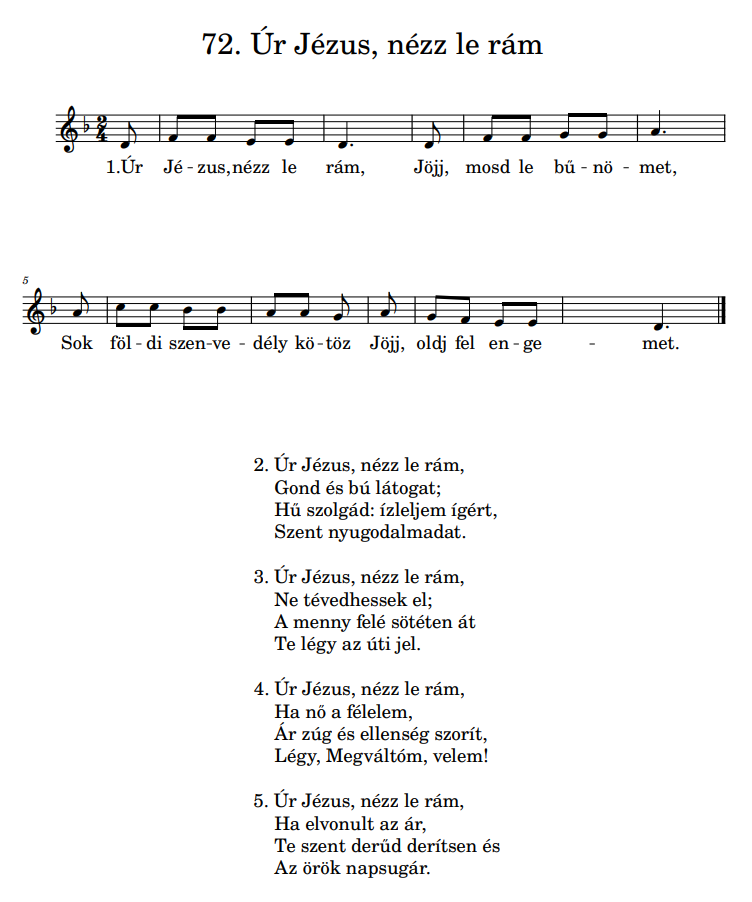 72. Úr Jézus, nézz le rám
2
4
1.Úr Jé - zus, nézz le rám, Jöjj, mosd le bű - nö - met,
5
Sok föl - di szen - ve - dély kö - töz Jöjj, oldj fel en - ge - met.
2. Úr Jézus, nézz le rám,
Gond és bú látogat;
Hű szolgád: ízleljem ígért,
Szent nyugodalmadat.
3. Úr Jézus, nézz le rám,
Ne tévedhessek el;
A menny felé sötéten át
Te légy az úti jel.
4. Úr Jézus, nézz le rám,
Ha nő a félelem,
Ár zúg és ellenség szorít,
Légy, Megváltóm, velem!
5. Úr Jézus, nézz le rám,
Ha elvonult az ár,
Te szent derűd derítsen és
Az örök napsugár.